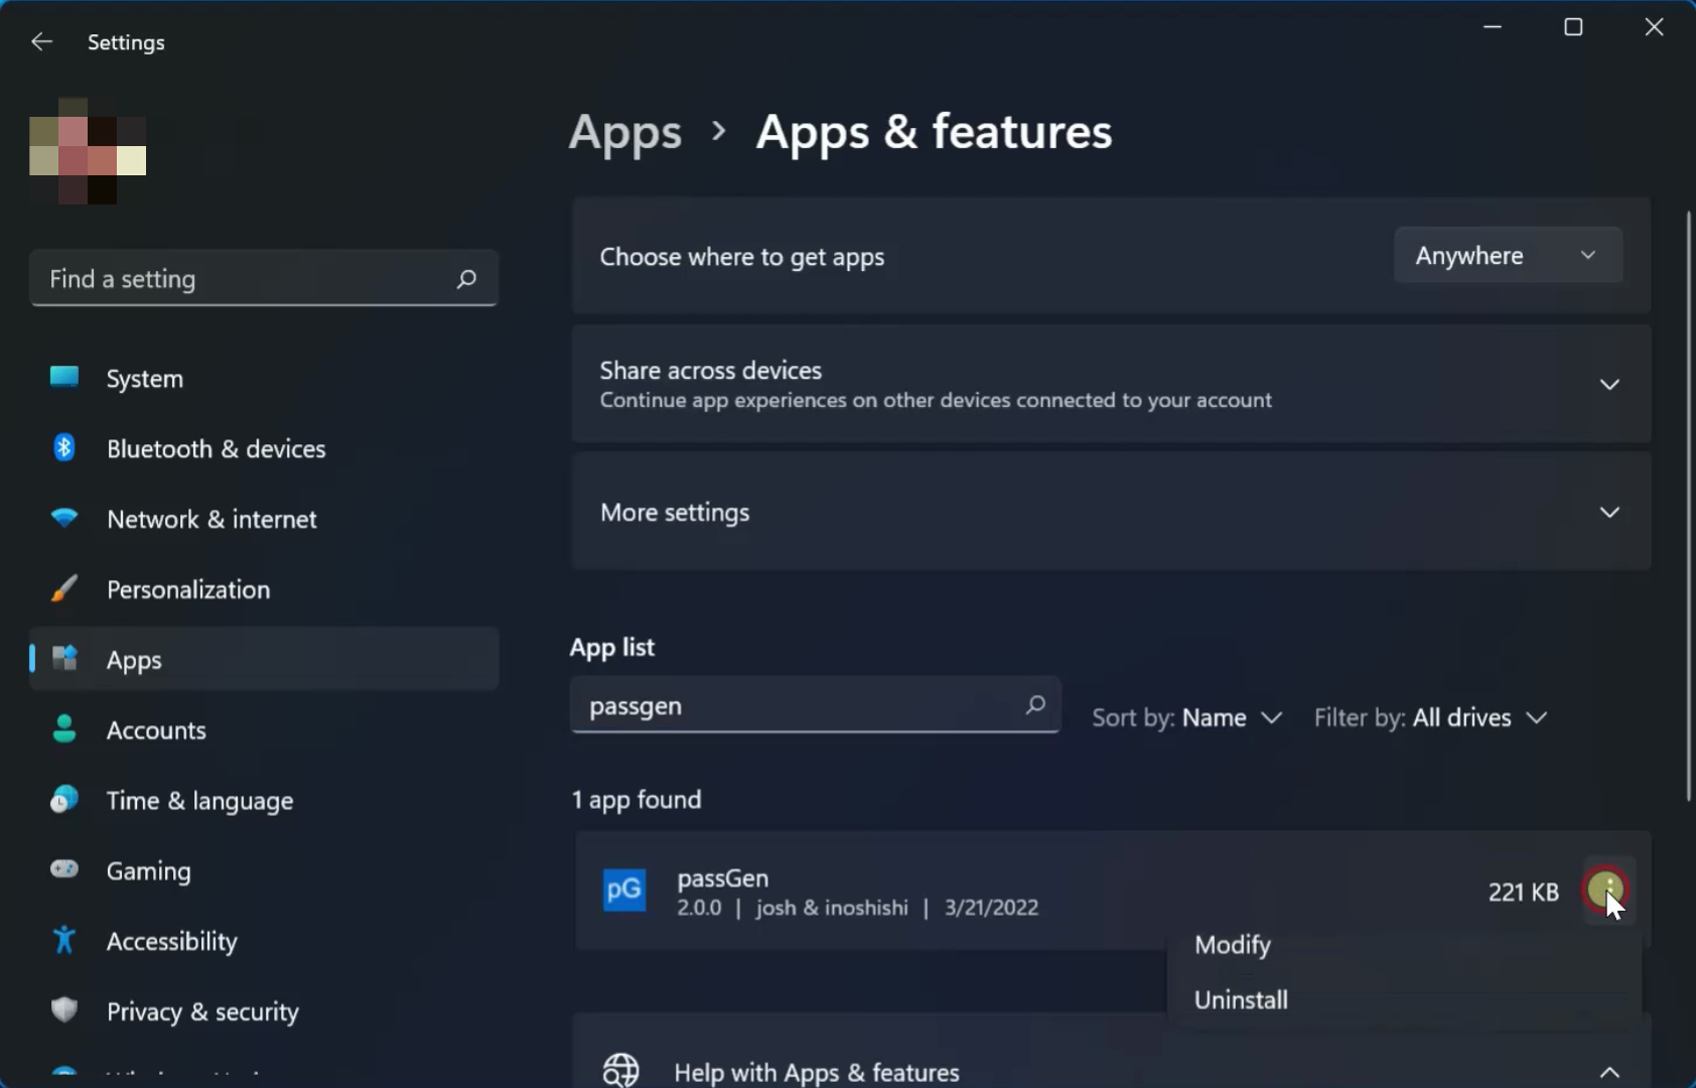 Settings
Apps > Apps & features
Find a setting
System
Bluetooth & devices
Network & internet
Personalization
Apps
Accounts
Time & language
Gaming
Accessibility
Privacy & security
Choose where to get apps
Anywhere
Share across devices
Continue app experiences on other devices connected to your account
More settings
App list
passgen
Sort by: Name
Filter by: All drives
1 app found
pG
passGen
2.0.0 | josh & inoshishi | 3/21/2022
221 KB
Modify
Uninstall
Help with Apps & features